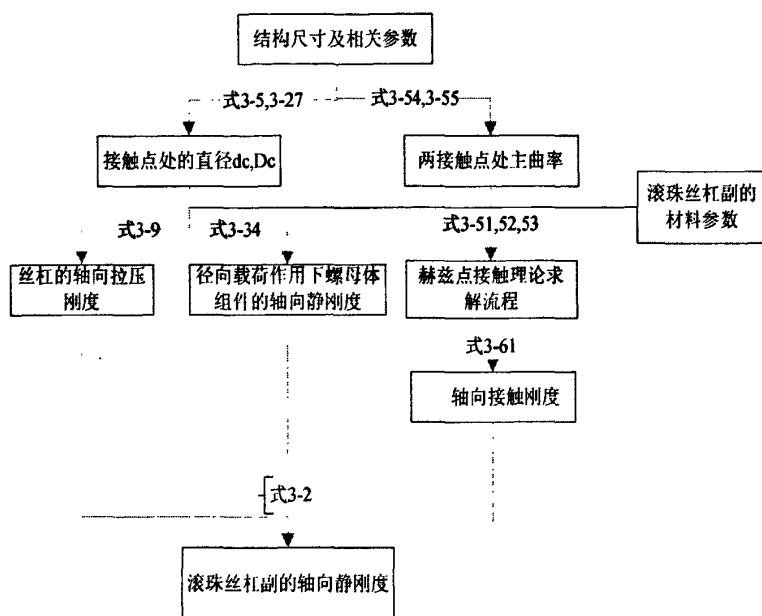 结构尺寸及相关参数
式3-5,3-27
式3-54,3-55
接触点处的直径dc,Dc
两接触点处主曲率
滚珠丝杠副的
材料参数
式3-9
式3-34
式3-51,52,53
丝杠的轴向拉压
刚度
径向载荷作用下螺母体
组件的轴向静刚度
赫兹点接触理论求
解流程
式3-61
轴向接触刚度
式3-2
滚珠丝杠副的轴向静刚度